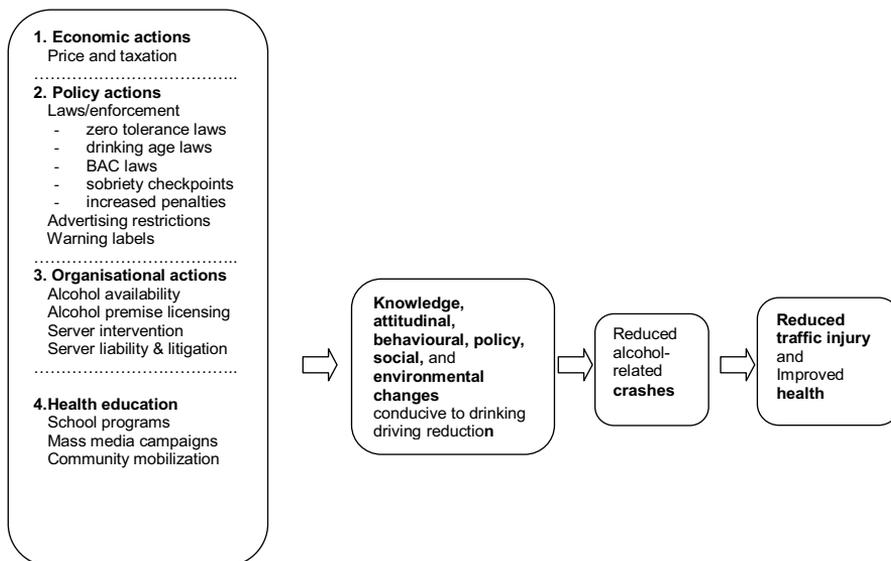 1. Economic actions
Price and taxation
.......................................
2. Policy actions
Laws/enforcement
- zero tolerance laws
- drinking age laws
- BAC laws
- sobriety checkpoints
- increased penalties
Advertising restrictions
Warning labels
.......................................
3. Organisational actions
Alcohol availability
Alcohol premise licensing
Server intervention
Server liability & litigation
.......................................
4.Health education
School programs
Mass media campaigns
Community mobilization
Knowledge,
attitudinal,
behavioural, policy,
social, and
environmental
changes
conducive to drinking
driving reduction
Reduced
alcohol-
related
crashes
Reduced
traffic injury
and
Improved
health